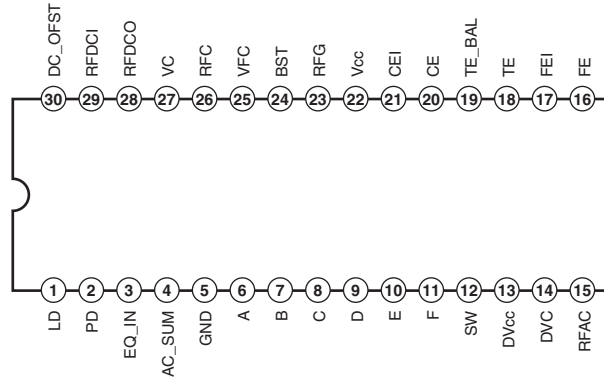 DC_OFST
RFDCI
RFDCO
VC
RFC
VFC
BST
RFG
Vcc
CEI
CE
TE_BAL
TE
FEI
FE
30 29 28 27 26 25 24 23 22 21 20 19 18 17 16
1 2 3 4 5 6 7 8 9 10 11 12 13 14 15
LD
PD
EQ_IN
AC_SUM
GND
A
B
C
D
E
F
SW
DVcc
DVC
RFAC